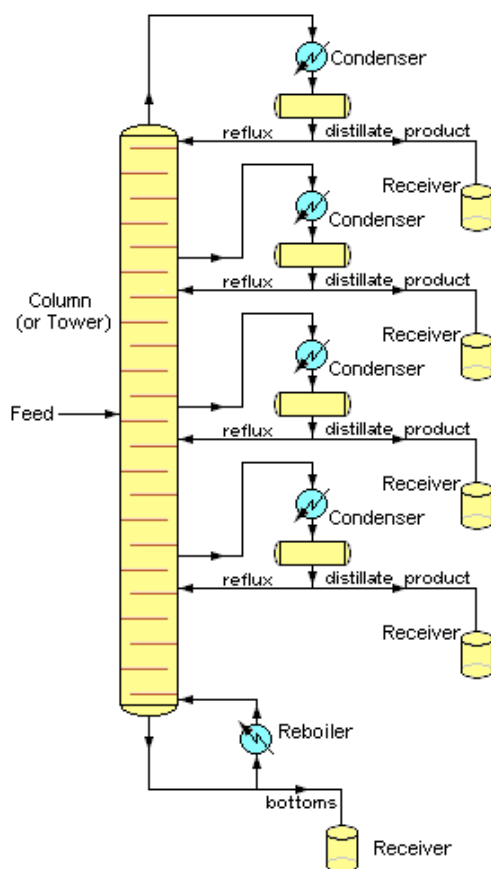 Condenser
reflux distillate product
Receiver
Condenser
Column
(or Tower)
reflux distillate product
Receiver
Condenser
Feed
reflux distillate product
Receiver
Condenser
reflux distillate product
Receiver
Reboiler
bottoms
Receiver